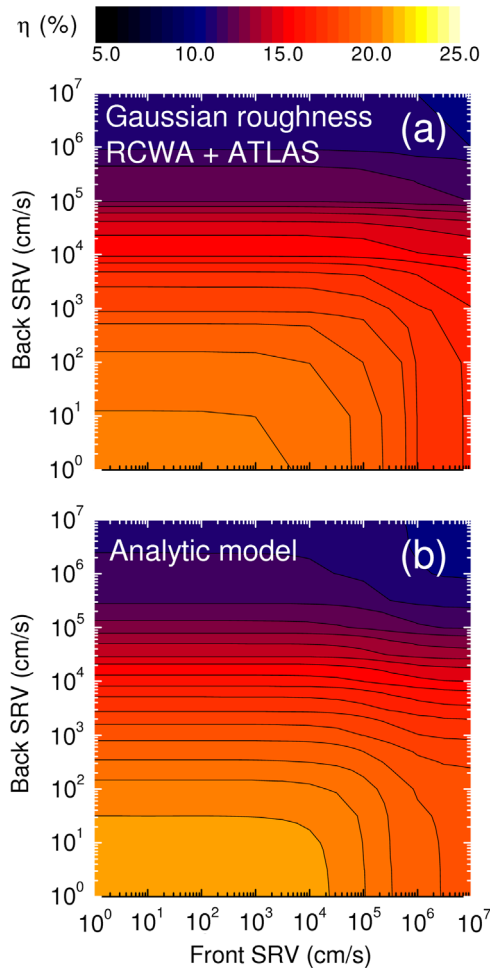 η (%)
5.0 10.0 15.0 20.0 25.0
Gaussian roughness
RCWA + ATLAS
(a)
Back SRV (cm/s)
10⁷
10⁶
10⁵
10⁴
10³
10²
10¹
10⁰
Analytic model
(b)
Back SRV (cm/s)
10⁷
10⁶
10⁵
10⁴
10³
10²
10¹
10⁰
10⁰ 10¹ 10² 10³ 10⁴ 10⁵ 10⁶ 10⁷
Front SRV (cm/s)